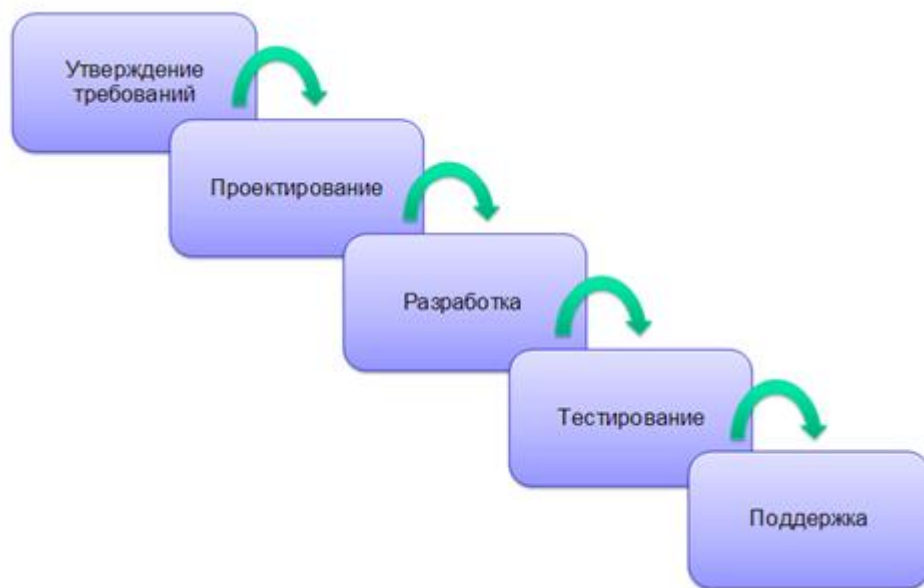 Утверждение
требований
Проектирование
Разработка
Тестирование
Поддержка